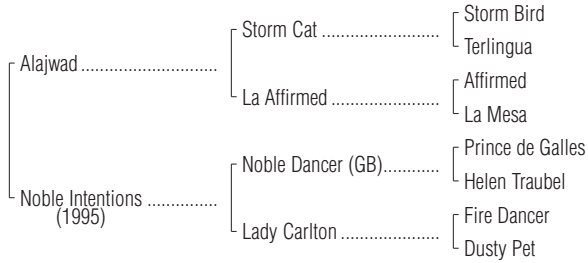 Storm Bird
Storm Cat ........................
Terlingua
Alajwad ............................
Affirmed
La Affirmed ......................
La Mesa
Prince de Galles
Noble Dancer (GB)............
Helen Traubel
Noble Intentions ................
(1995)
Fire Dancer
Lady Carlton ....................
Dusty Pet